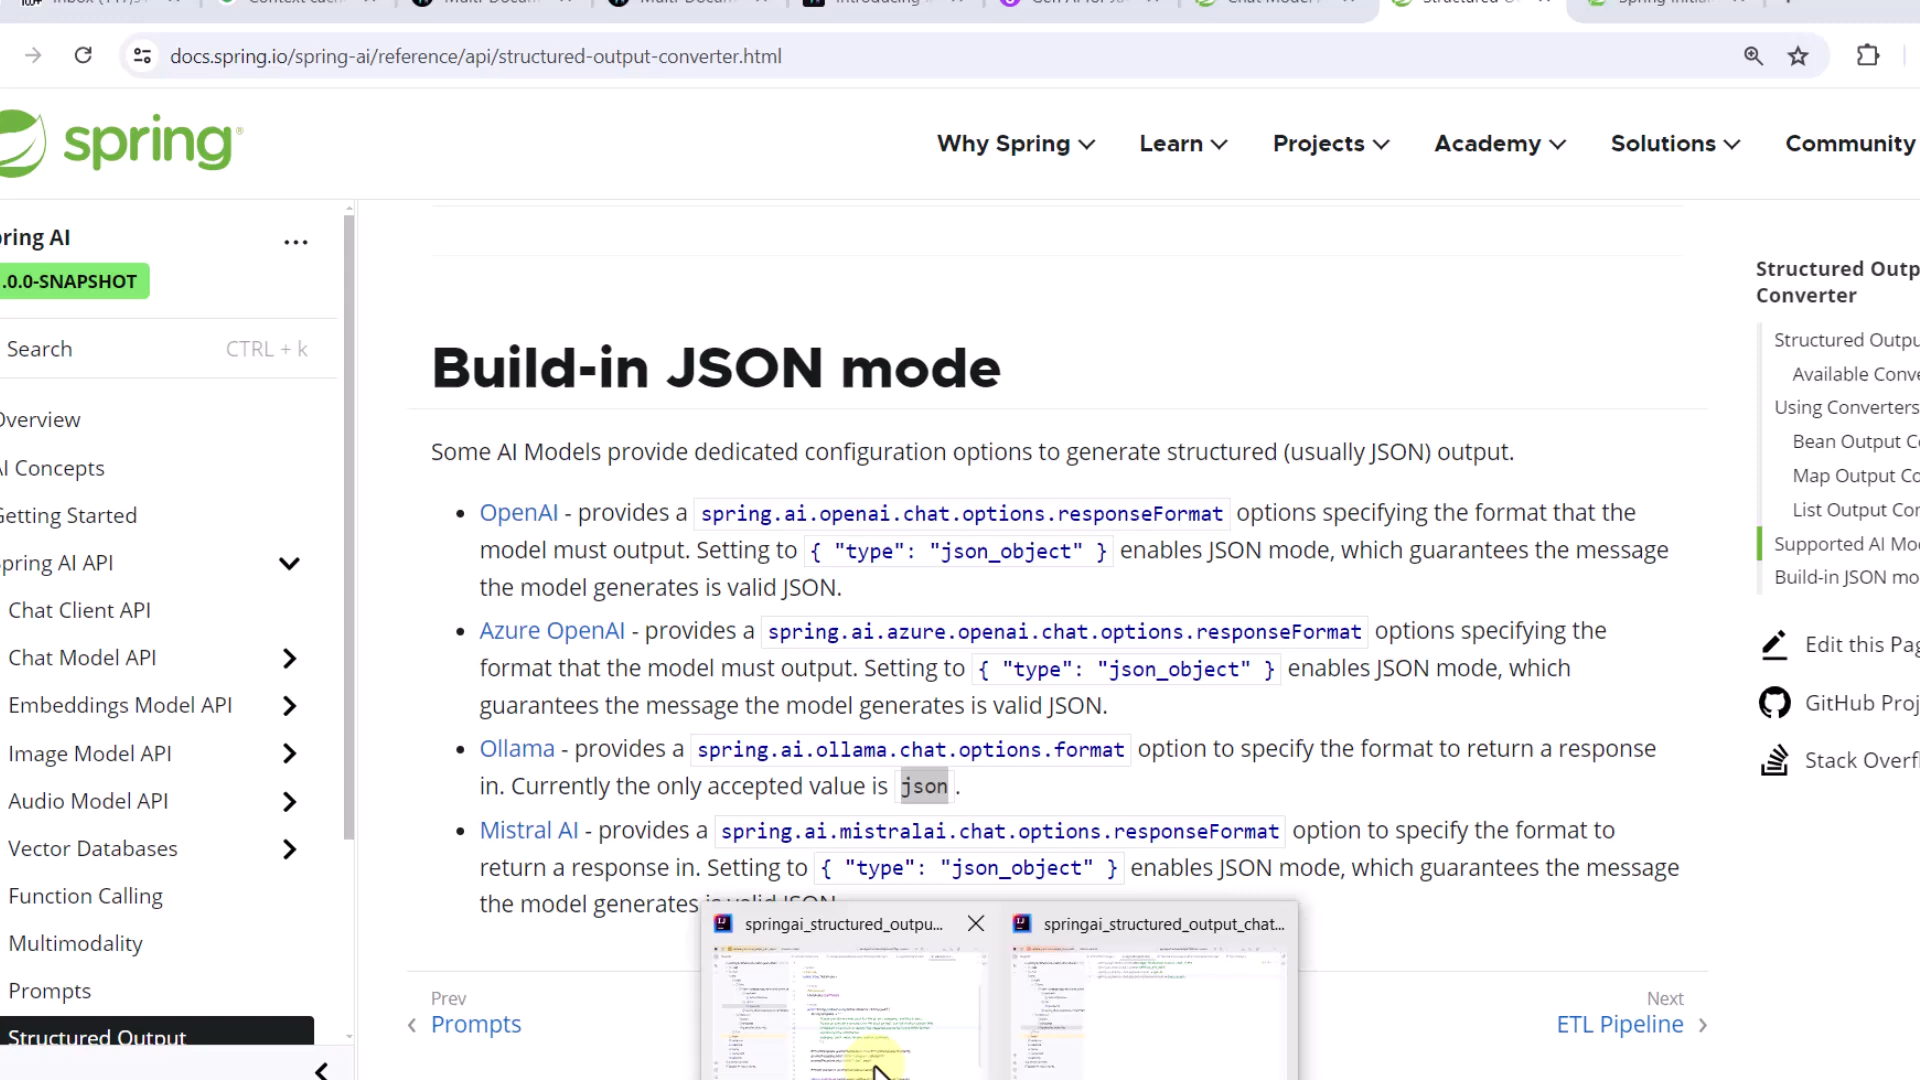 docs.spring.io/spring-ai/reference/api/structured-output-converter.html
spring
Why Spring
Learn
Projects
Academy
Solutions
Community
ring AI
.0.0-SNAPSHOT
Search
CTRL + k
Overview
AI Concepts
Getting Started
pring AI API
Chat Client API
Chat Model API
Embeddings Model API
Image Model API
Audio Model API
Vector Databases
Function Calling
Multimodality
Prompts
Structured Output
Build-in JSON mode
Some AI Models provide dedicated configuration options to generate structured (usually JSON) output.
OpenAI - provides a spring.ai.openai.chat.options.responseFormat options specifying the format that the
model must output. Setting to { "type": "json_object" } enables JSON mode, which guarantees the message
the model generates is valid JSON.
Azure OpenAI - provides a spring.ai.azure.openai.chat.options.responseFormat options specifying the
format that the model must output. Setting to { "type": "json_object" } enables JSON mode, which
guarantees the message the model generates is valid JSON.
Ollama - provides a spring.ai.ollama.chat.options.format option to specify the format to return a response
in. Currently the only accepted value is json .
Mistral AI - provides a spring.ai.mistralai.chat.options.responseFormat option to specify the format to
return a response in. Setting to { "type": "json_object" } enables JSON mode, which guarantees the message
the model generates is valid JSON.
springai_structured_outpu...
springai_structured_output_chat...
Prev
Prompts
Next
ETL Pipeline
Structured Outp
Converter
Structured Outpu
Available Conve
Using Converters
Bean Output Co
Map Output Co
List Output Con
Supported AI Mo
Build-in JSON mo
Edit this Pag
GitHub Proj
Stack Overfl